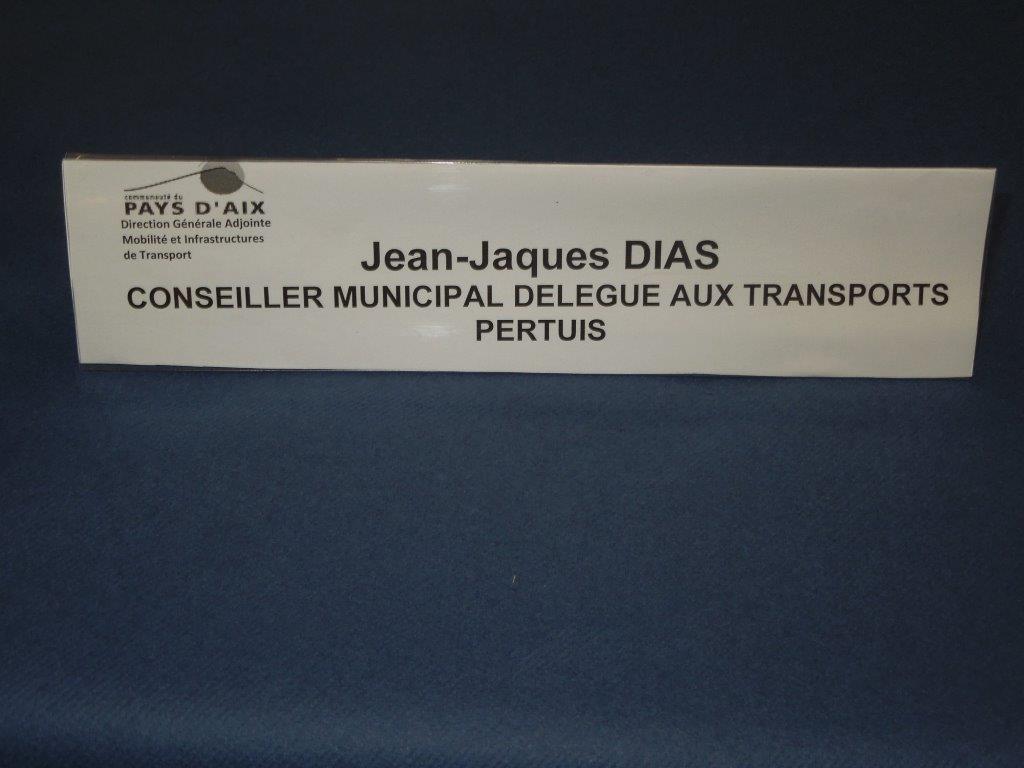 communauté du
PAYS D'AIX
Direction Générale Adjointe
Mobilité et Infrastructures
de Transport
Jean-Jaques DIAS
CONSEILLER MUNICIPAL DELEGUE AUX TRANSPORTS
PERTUIS